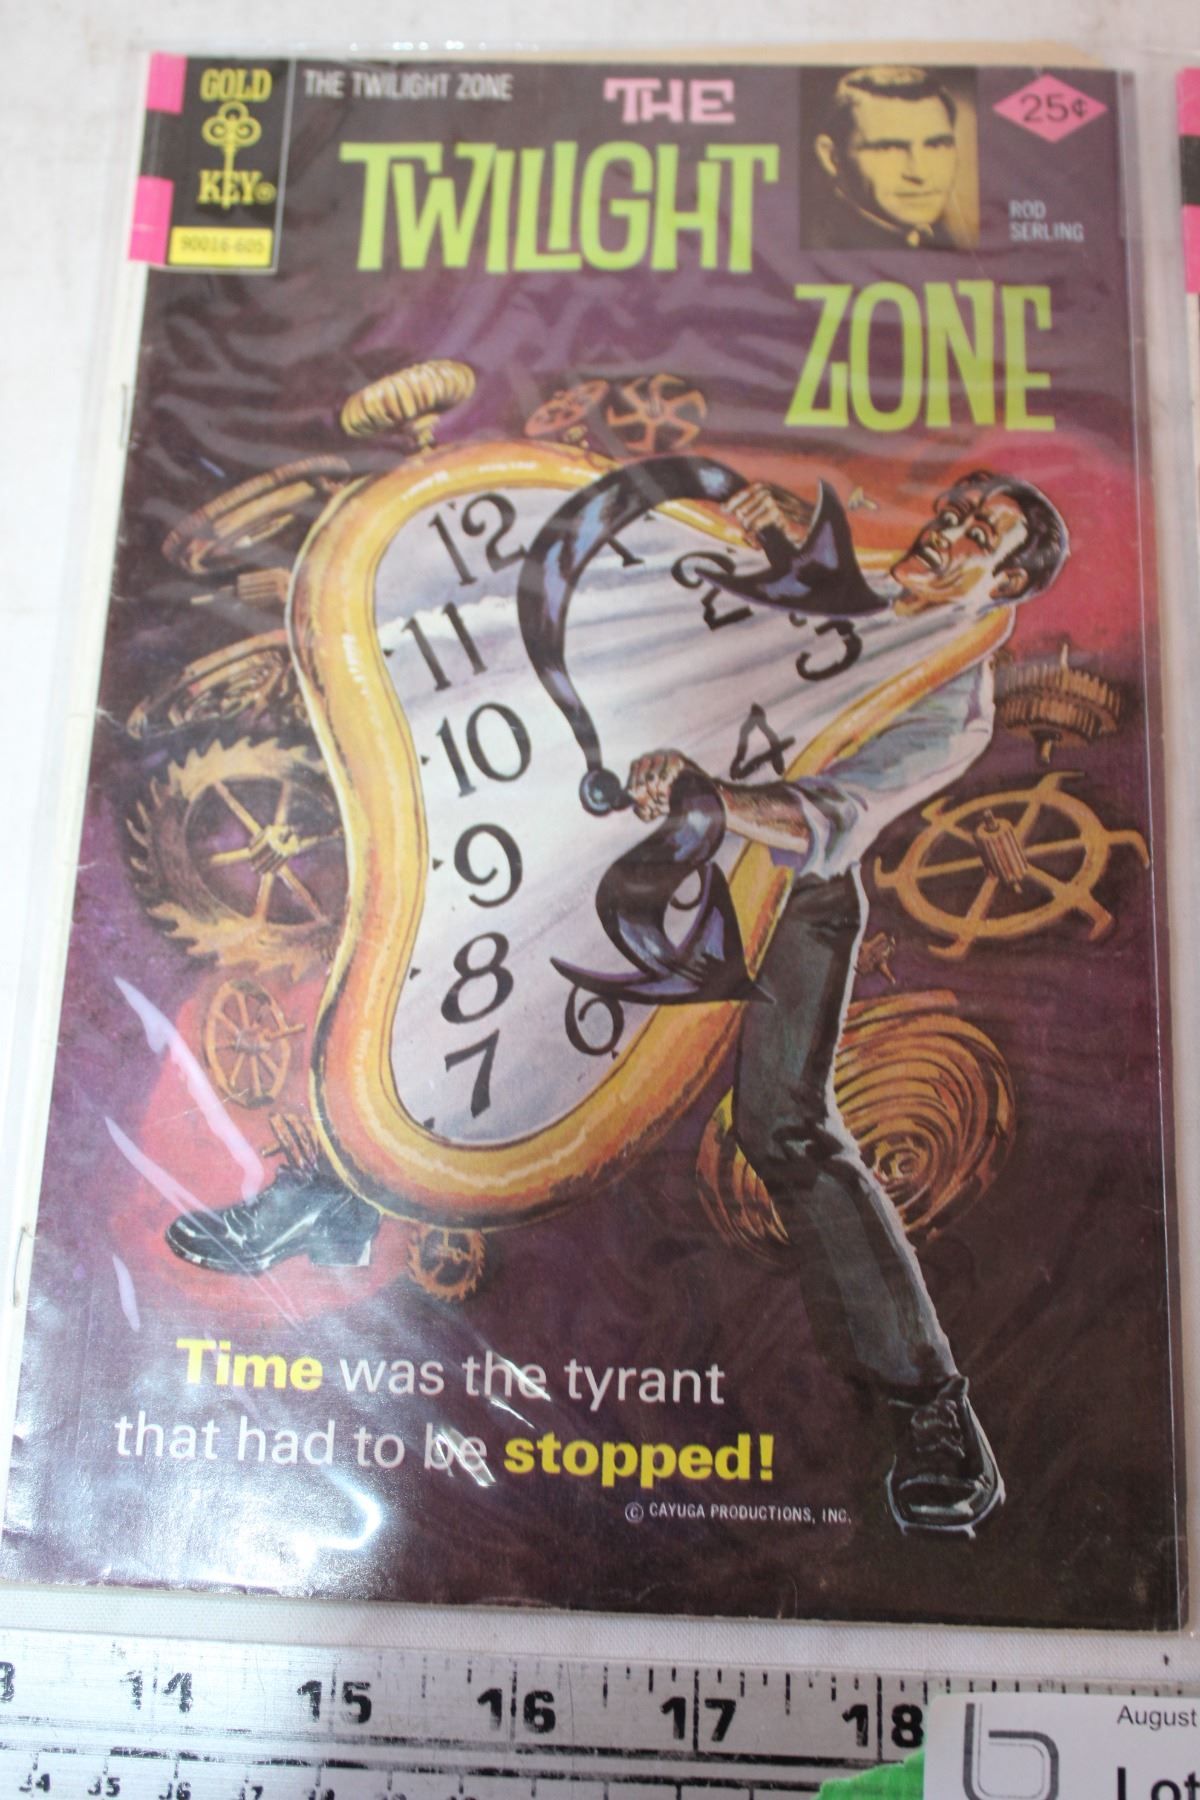 GOLD
KEY®
90016-605
THE TWILIGHT ZONE
THE
TWILIGHT
ZONE
25¢
ROD
SERLING
12
1
2
11
3
10
4
9
8
6
7
Time was the tyrant
that had to be stopped!
© CAYUGA PRODUCTIONS, INC.
14 15 16 17 18
August
Lot